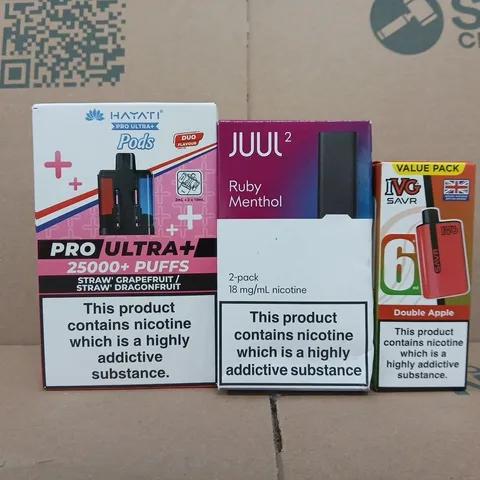 HAYATI
PRO ULTRA+
Pods
DUO
FLAVOUR
PRO ULTRA+
25000+ PUFFS
STRAW' GRAPEFRUIT /
STRAW' DRAGONFRUIT
This product
contains nicotine
which is a highly
addictive
substance.
JUUL2
Ruby
Menthol
2-pack
18 mg/mL nicotine
This product
contains nicotine
which is a highly
addictive
substance.
VALUE PACK
IVG
SAVR
6
SAVR
IVG
Double Apple
This product
contains nicotine
which is a highly
addictive
substance.